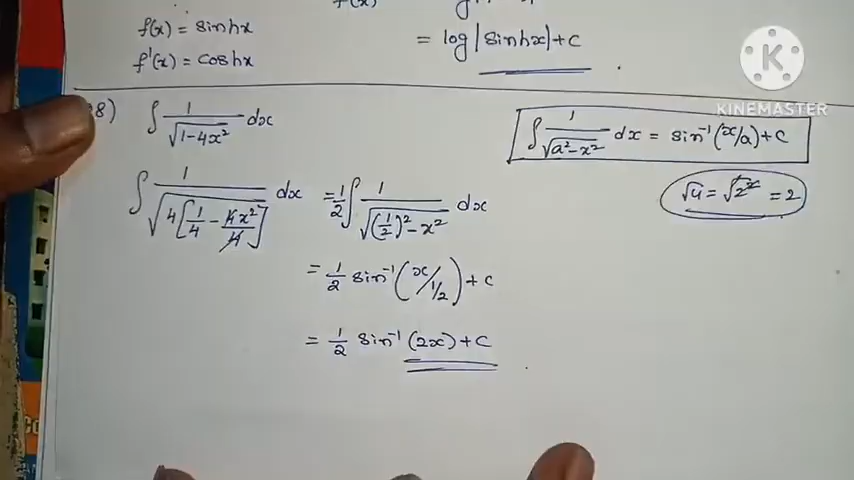 f(x) = sinhx
f'(x) = coshx
= log |sinhx| + c
K
KINEMASTER
8) ∫ 1/√(1-4x²) dx
∫ 1/√(a²-x²) dx = sin⁻¹(x/a) + c
∫ 1/√(4[1/4 - 4x²/4]) dx = 1/2 ∫ 1/√((1/2)² - x²) dx
√4 = √2² = 2
= 1/2 sin⁻¹(x/1/2) + c
= 1/2 sin⁻¹(2x) + c